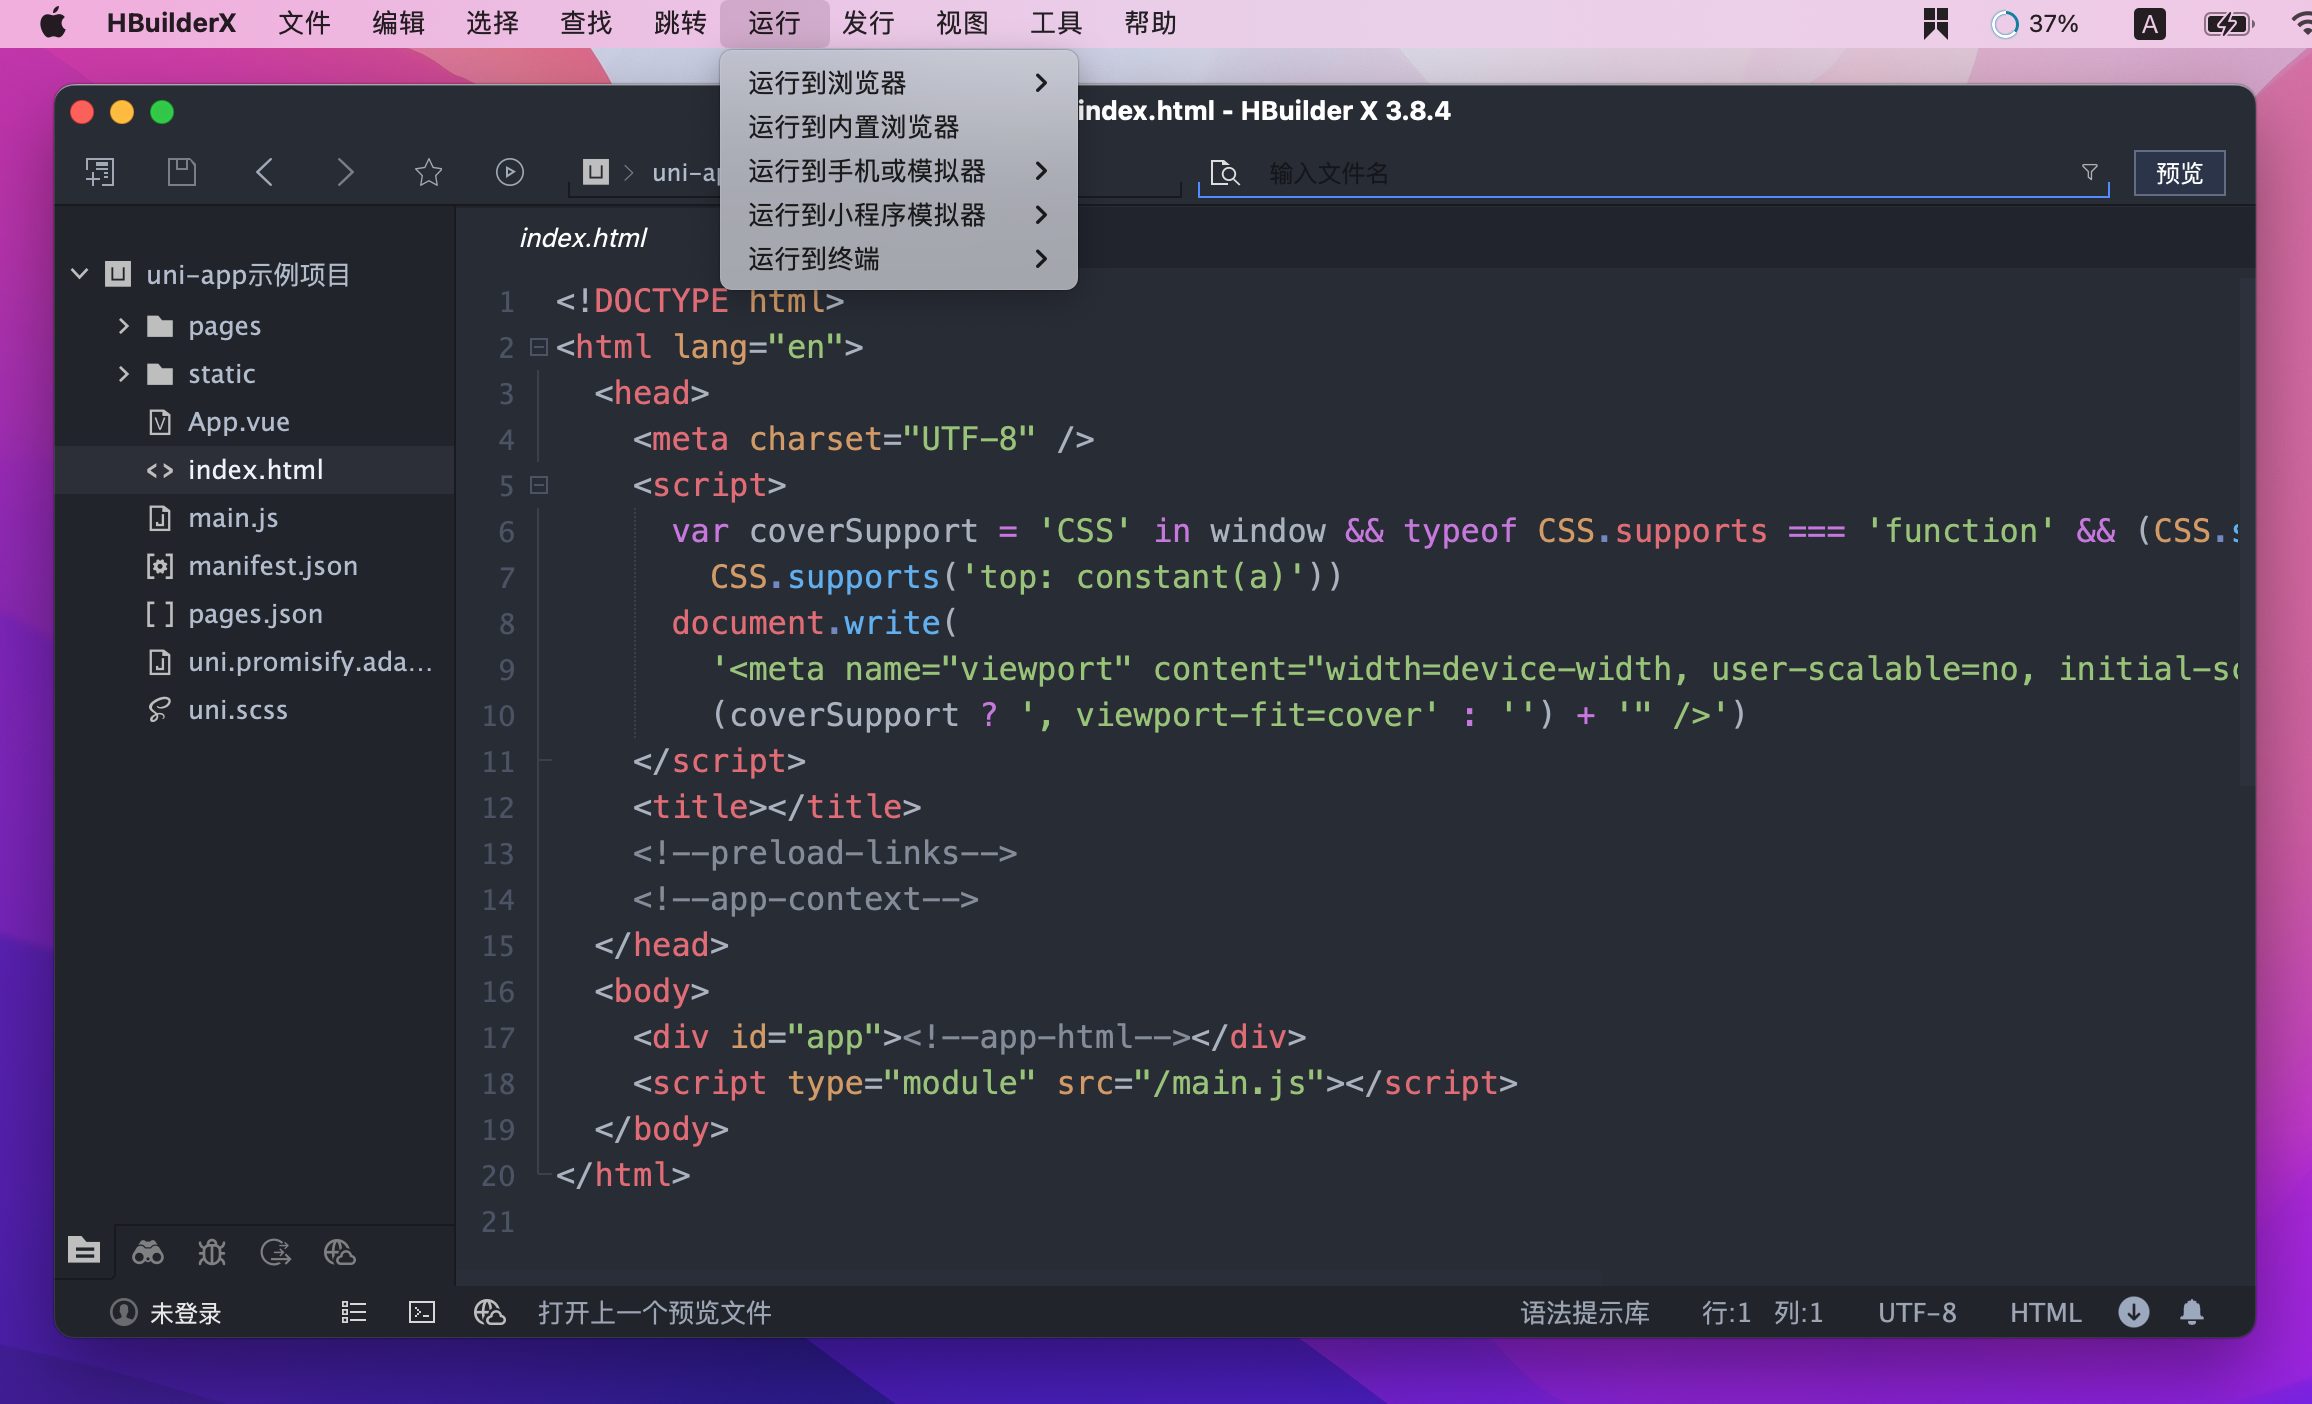 HBuilderX 文件 编辑 选择 查找 跳转 运行 发行 视图 工具 帮助 37% A
运行到浏览器
运行到内置浏览器
运行到手机或模拟器
运行到小程序模拟器
运行到终端
index.html - HBuilder X 3.8.4
uni-ap
输入文件名
预览
uni-app示例项目
pages
static
App.vue
index.html
main.js
manifest.json
pages.json
uni.promisify.ada...
uni.scss
index.html
1 <!DOCTYPE html>
2 <html lang="en">
3 <head>
4 <meta charset="UTF-8" />
5 <script>
6 var coverSupport = 'CSS' in window && typeof CSS.supports === 'function' && (CSS.s
7 CSS.supports('top: constant(a)'))
8 document.write(
9 '<meta name="viewport" content="width=device-width, user-scalable=no, initial-sc
10 (coverSupport ? ', viewport-fit=cover' : '') + '" />')
11 </script>
12 <title></title>
13 <!--preload-links-->
14 <!--app-context-->
15 </head>
16 <body>
17 <div id="app"><!--app-html--></div>
18 <script type="module" src="/main.js"></script>
19 </body>
20 </html>
21
未登录 打开上一个预览文件 语法提示库 行:1 列:1 UTF-8 HTML